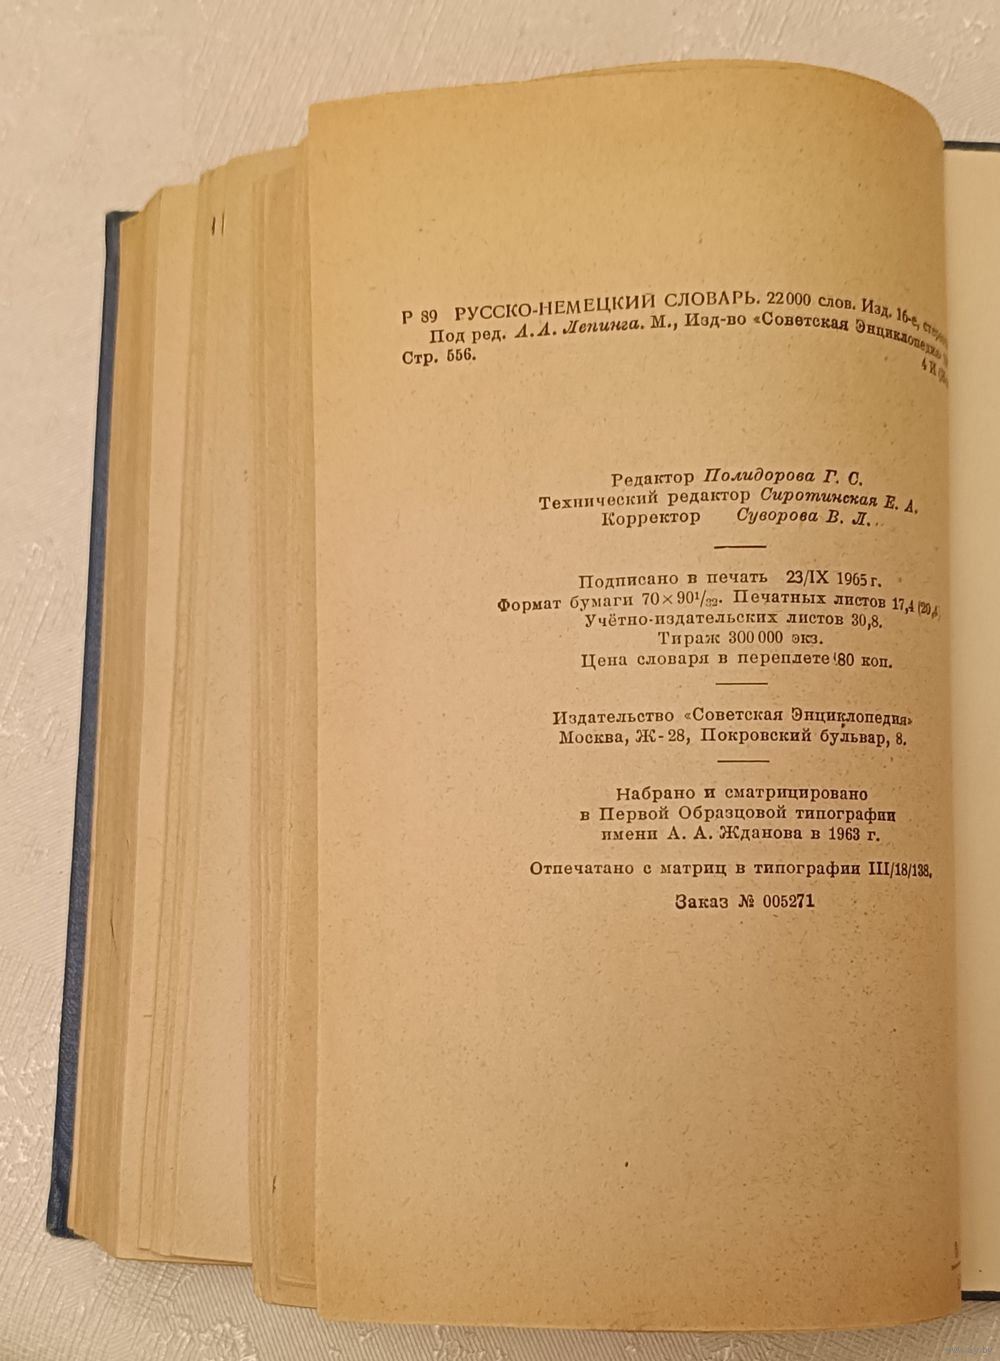 Р 89 РУССКО-НЕМЕЦКИЙ СЛОВАРЬ. 22000 слов. Изд. 16-е,
Под ред. А. А. Лепинга. М., Изд-во «Советская Энциклопедия»
Стр. 556.
4 И
Редактор Полидорова Г. С.
Технический редактор Сиротинская Е. А.
Корректор Суворова В. Л.
Подписано в печать 23/IX 1965 г.
Формат бумаги 70×90¹/₃₂. Печатных листов 17,4
Учётно-издательских листов 30,8.
Тираж 300 000 экз.
Цена словаря в переплете 80 коп.
Издательство «Советская Энциклопедия»
Москва, Ж-28, Покровский бульвар, 8.
Набрано и сматрицировано
в Первой Образцовой типографии
имени А. А. Жданова в 1963 г.
Отпечатано с матриц в типографии III/18/138.
Заказ № 005271